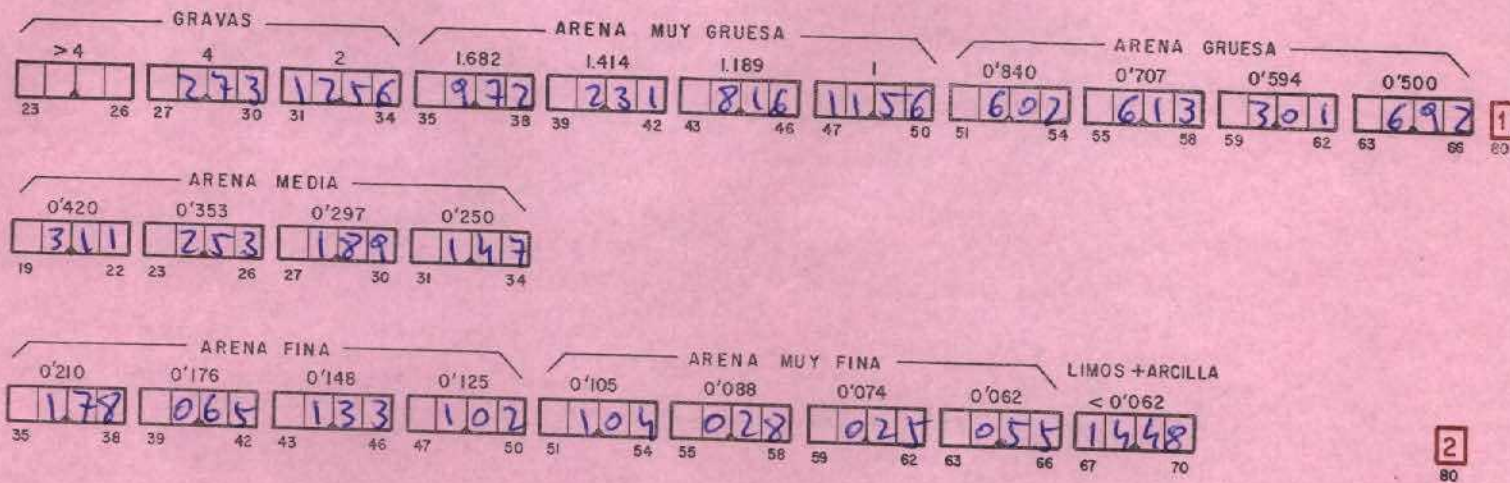 GRAVAS ARENA MUY GRUESA ARENA GRUESA
>4 4 2 1.682 1.414 1.189 1 0'840 0'707 0'594 0'500
273 1256 972 231 816 1156 602 613 301 692 1
23 26 27 30 31 34 35 38 39 42 43 46 47 50 51 54 55 58 59 62 63 66 80
ARENA MEDIA
0'420 0'353 0'297 0'250
311 253 189 147
19 22 23 26 27 30 31 34
ARENA FINA ARENA MUY FINA LIMOS+ARCILLA
0'210 0'176 0'148 0'125 0'105 0'088 0'074 0'062 <0'062
178 065 133 102 104 028 025 055 1448 2
35 38 39 42 43 46 47 50 51 54 55 58 59 62 63 66 67 70 80